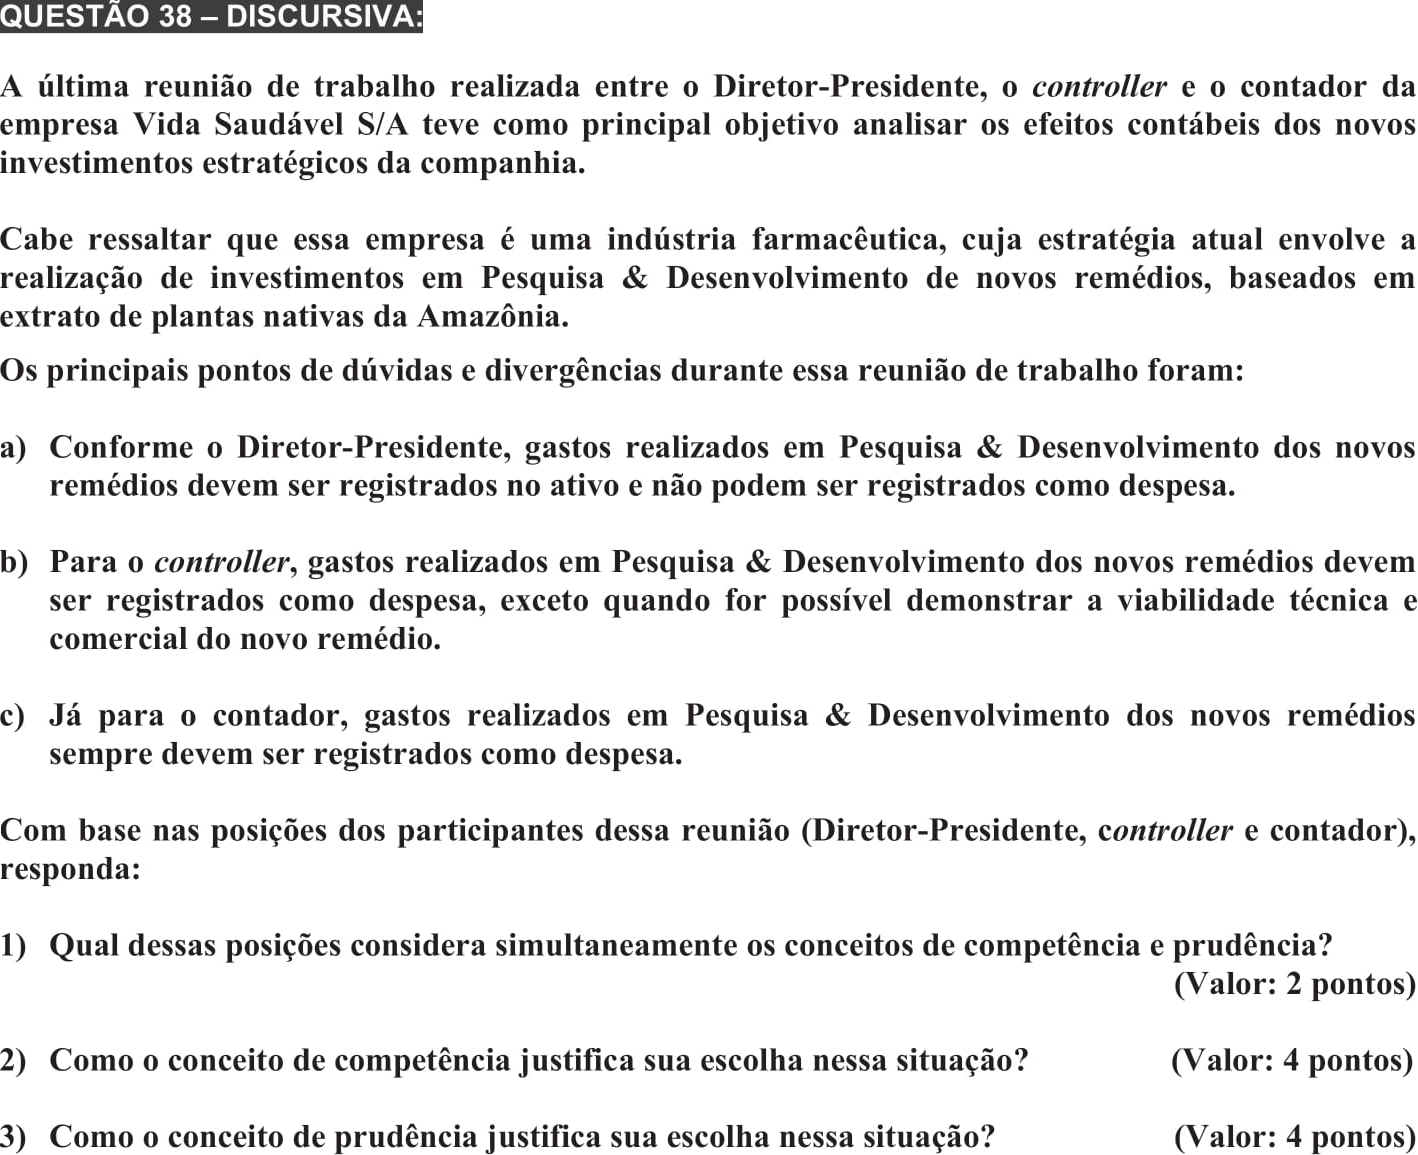 QUESTÃO 38 – DISCURSIVA:
A última reunião de trabalho realizada entre o Diretor-Presidente, o controller e o contador da
empresa Vida Saudável S/A teve como principal objetivo analisar os efeitos contábeis dos novos
investimentos estratégicos da companhia.
Cabe ressaltar que essa empresa é uma indústria farmacêutica, cuja estratégia atual envolve a
realização de investimentos em Pesquisa & Desenvolvimento de novos remédios, baseados em
extrato de plantas nativas da Amazônia.
Os principais pontos de dúvidas e divergências durante essa reunião de trabalho foram:
a) Conforme o Diretor-Presidente, gastos realizados em Pesquisa & Desenvolvimento dos novos
remédios devem ser registrados no ativo e não podem ser registrados como despesa.
b) Para o controller, gastos realizados em Pesquisa & Desenvolvimento dos novos remédios devem
ser registrados como despesa, exceto quando for possível demonstrar a viabilidade técnica e
comercial do novo remédio.
c) Já para o contador, gastos realizados em Pesquisa & Desenvolvimento dos novos remédios
sempre devem ser registrados como despesa.
Com base nas posições dos participantes dessa reunião (Diretor-Presidente, controller e contador),
responda:
1) Qual dessas posições considera simultaneamente os conceitos de competência e prudência?
(Valor: 2 pontos)
2) Como o conceito de competência justifica sua escolha nessa situação? (Valor: 4 pontos)
3) Como o conceito de prudência justifica sua escolha nessa situação? (Valor: 4 pontos)